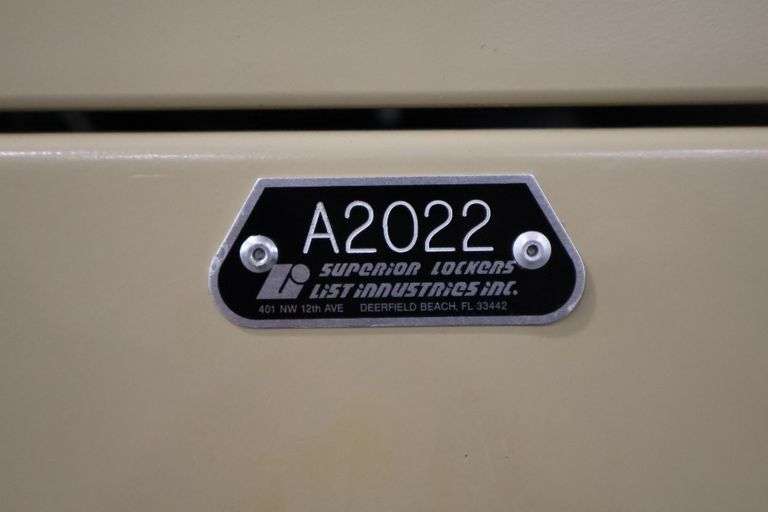 A2022
SUPERIOR LOCKERS
LIST INDUSTRIES INC.
401 NW 12th AVE DEERFIELD BEACH, FL 33442